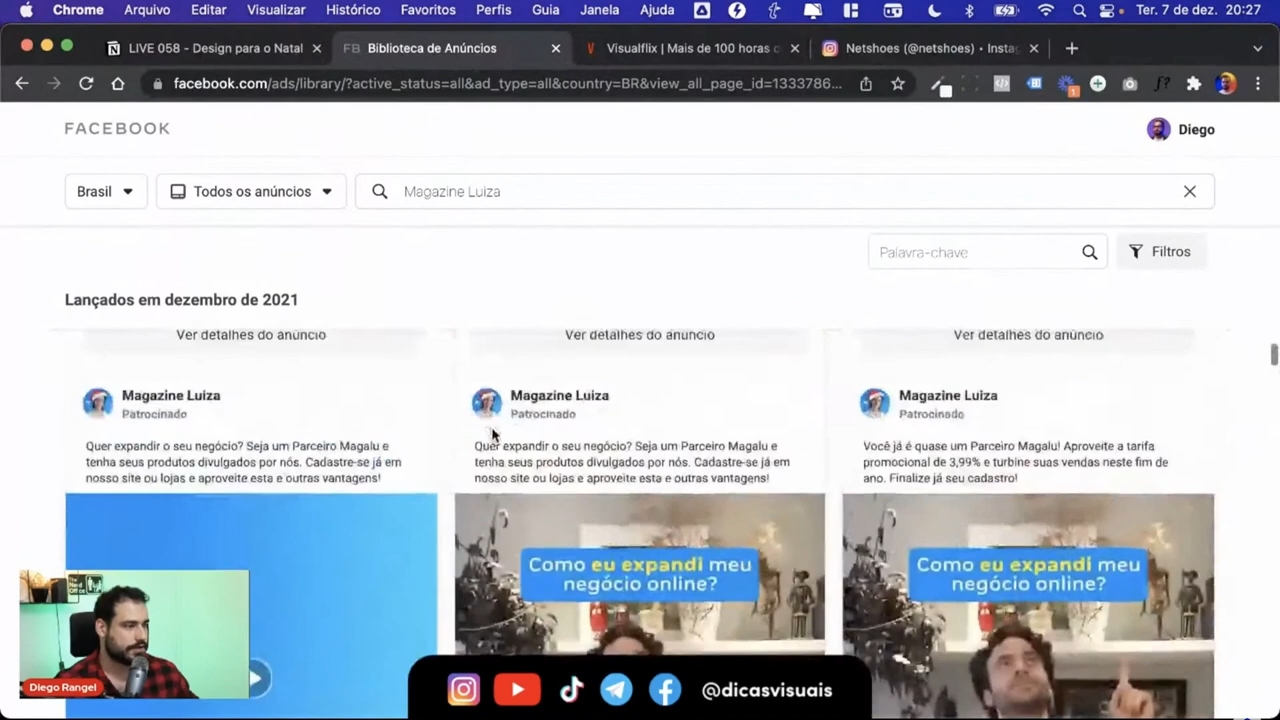 Chrome Arquivo Editar Visualizar Histórico Favoritos Perfis Guia Janela Ajuda Ter. 7 de dez. 20:27
LIVE 058 - Design para o Natal
FB Biblioteca de Anúncios
V Visualflix | Mais de 100 horas
Netshoes (@netshoes) • Insta
facebook.com/ads/library/?active_status=all&ad_type=all&country=BR&view_all_page_id=1333786...
FACEBOOK
Diego
Brasil
Todos os anúncios
Magazine Luiza
Palavra-chave
Filtros
Lançados em dezembro de 2021
Ver detalhes do anúncio
Ver detalhes do anúncio
Ver detalhes do anúncio
Magazine Luiza
Patrocinado
Quer expandir o seu negócio? Seja um Parceiro Magalu e
tenha seus produtos divulgados por nós. Cadastre-se já em
nosso site ou lojas e aproveite esta e outras vantagens!
Magazine Luiza
Patrocinado
Quer expandir o seu negócio? Seja um Parceiro Magalu e
tenha seus produtos divulgados por nós. Cadastre-se já em
nosso site ou lojas e aproveite esta e outras vantagens!
Como eu expandi meu
negócio online?
Magazine Luiza
Patrocinado
Você já é quase um Parceiro Magalu! Aproveite a tarifa
promocional de 3,99% e turbine suas vendas neste fim de
ano. Finalize já seu cadastro!
Como eu expandi meu
negócio online?
Diego Rangel
@dicasvisuais